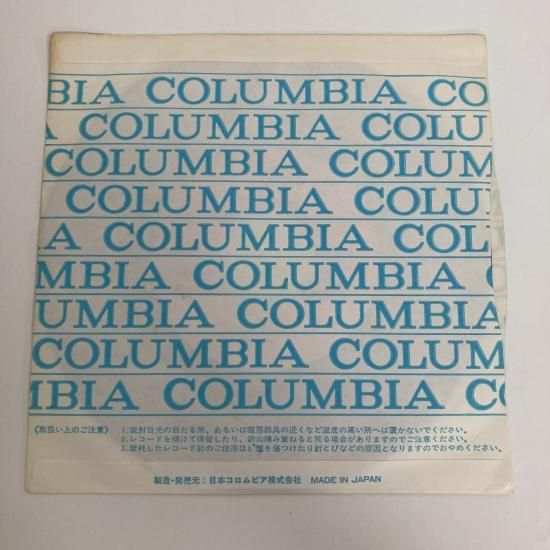 BIA COLUMBIA CO
A COLUMBIA COLU
COLUMBIA COLUM
COLUMBIA COLU
A COLUMBIA COL
MBIA COLUMBIA C
UMBIA COLUMBIA
COLUMBIA COLUMB
MBIA COLUMBIA CO
《取扱い上のご注意》 1.直射日光の当たる所、あるいは暖房器具の近くなど温度の高い所へは置かないでください。
2.レコードを傾けて保管したり、沢山積み重ねると反る場合がありますのでご注意ください。
3.摩耗したレコード針のご使用は盤を傷つけたり針とびなどの原因となりますのでおやめください。
製造・発売元：日本コロムビア株式会社 MADE IN JAPAN